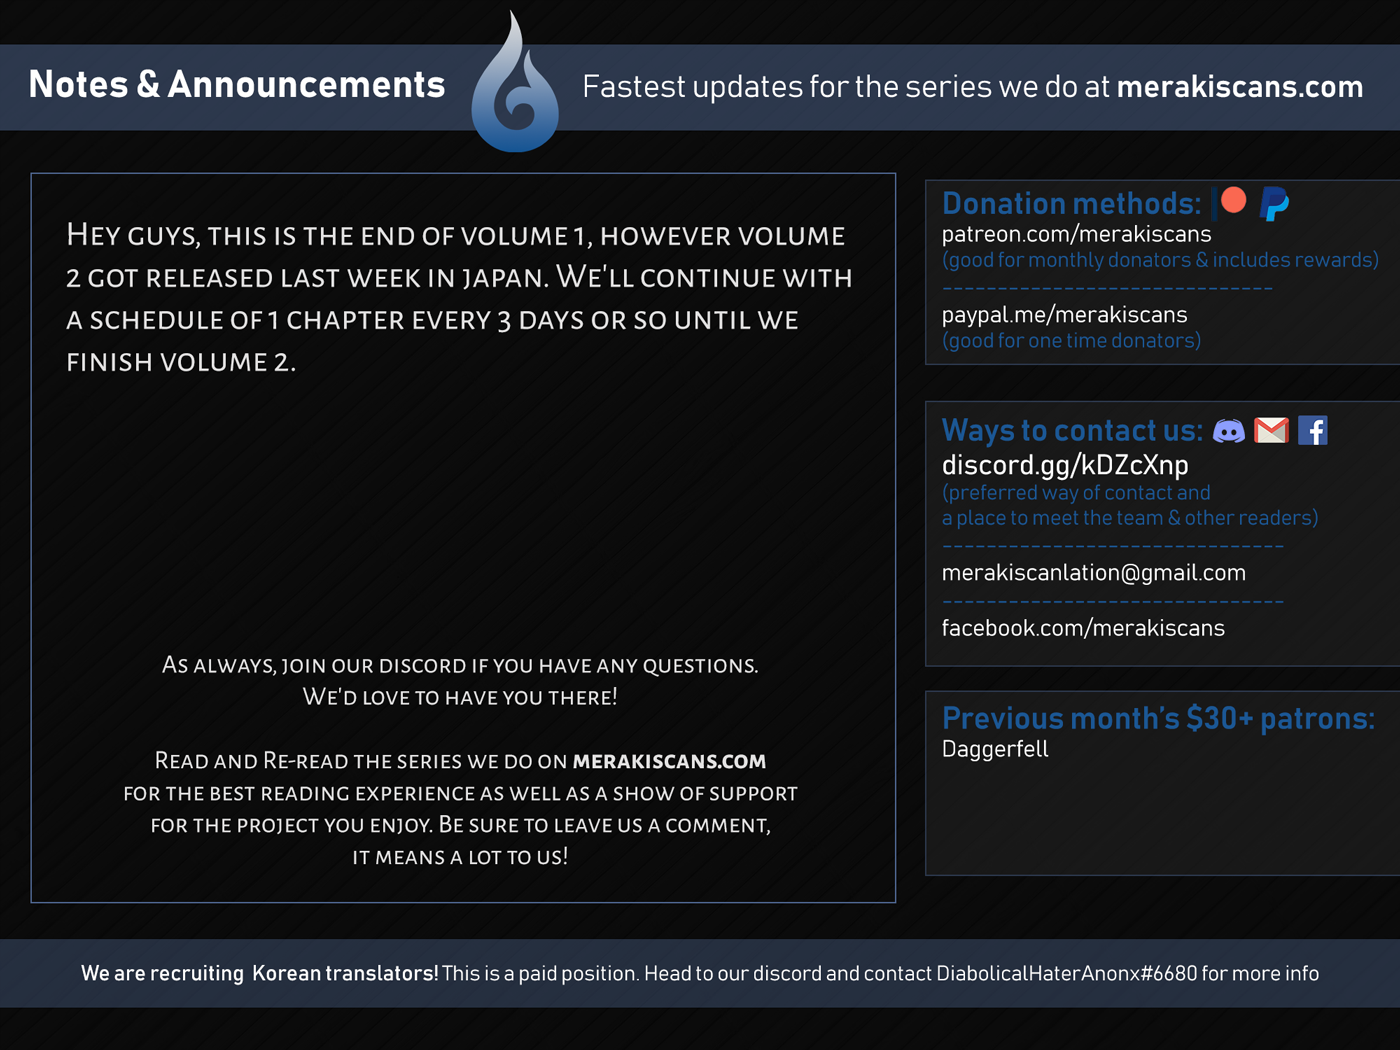 Notes & Announcements
Fastest updates for the series we do at merakiscans.com
Hey guys, this is the end of volume 1, however volume
2 got released last week in japan. We'll continue with
a schedule of 1 chapter every 3 days or so until we
finish volume 2.
As always, join our discord if you have any questions.
We'd love to have you there!
Read and Re-read the series we do on merakiscans.com
for the best reading experience as well as a show of support
for the project you enjoy. Be sure to leave us a comment,
it means a lot to us!
Donation methods:
patreon.com/merakiscans
(good for monthly donators & includes rewards)
------------------------------
paypal.me/merakiscans
(good for one time donators)
Ways to contact us:
discord.gg/kDZcXnp
(preferred way of contact and
a place to meet the team & other readers)
-------------------------------
merakiscanlation@gmail.com
-------------------------------
facebook.com/merakiscans
Previous month's $30+ patrons:
Daggerfell
We are recruiting Korean translators! This is a paid position. Head to our discord and contact DiabolicalHaterAnonx#6680 for more info